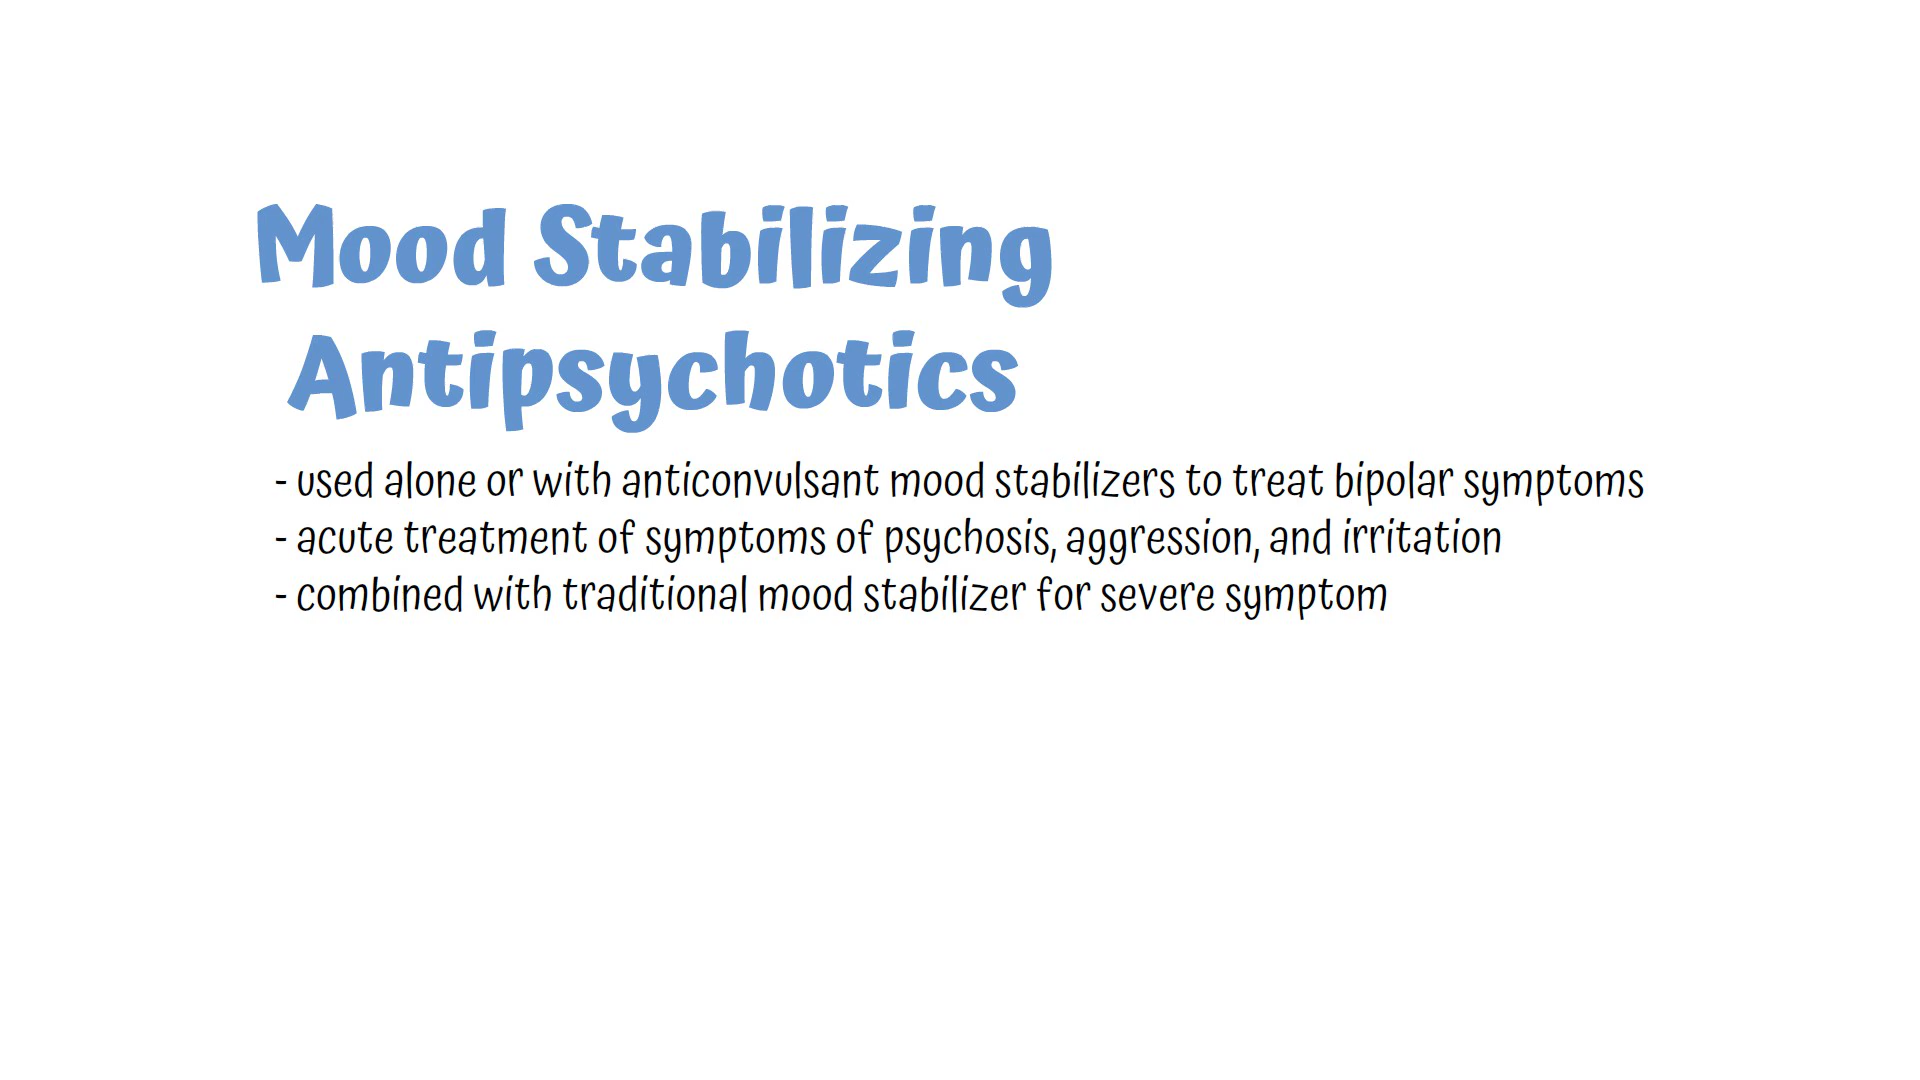 Mood Stabilizing
Antipsychotics
- used alone or with anticonvulsant mood stabilizers to treat bipolar symptoms
- acute treatment of symptoms of psychosis, aggression, and irritation
- combined with traditional mood stabilizer for severe symptom